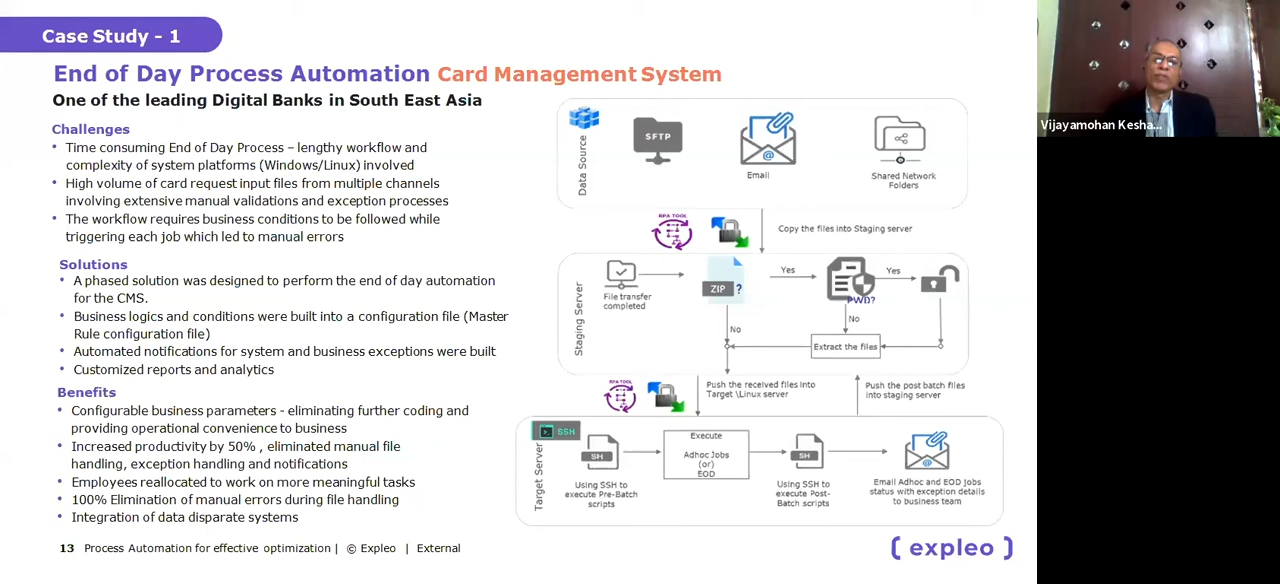 Case Study - 1
End of Day Process Automation Card Management System
One of the leading Digital Banks in South East Asia
Challenges
• Time consuming End of Day Process – lengthy workflow and
complexity of system platforms (Windows/Linux) involved
• High volume of card request input files from multiple channels
involving extensive manual validations and exception processes
• The workflow requires business conditions to be followed while
triggering each job which led to manual errors
Solutions
• A phased solution was designed to perform the end of day automation
for the CMS.
• Business logics and conditions were built into a configuration file (Master
Rule configuration file)
• Automated notifications for system and business exceptions were built
• Customized reports and analytics
Benefits
• Configurable business parameters - eliminating further coding and
providing operational convenience to business
• Increased productivity by 50% , eliminated manual file
handling, exception handling and notifications
• Employees reallocated to work on more meaningful tasks
• 100% Elimination of manual errors during file handling
• Integration of data disparate systems
Data Source
SFTP
Email
Shared Network
Folders
RPA TOOL
Copy the files into Staging server
Staging Server
File transfer
completed
ZIP ?
Yes
PWD?
Yes
No
No
Extract the files
RPA TOOL
Push the received files into
Target \Linux server
Push the post batch files
into staging server
Target Server
SSH
SH
Using SSH to
execute Pre-Batch
scripts
Execute
Adhoc Jobs
(or)
EOD
SH
Using SSH to
execute Post-
Batch scripts
Email Adhoc and EOD jobs
status with exception details
to business team
13 Process Automation for effective optimization | © Expleo | External
( expleo )
Vijayamohan Kesha...